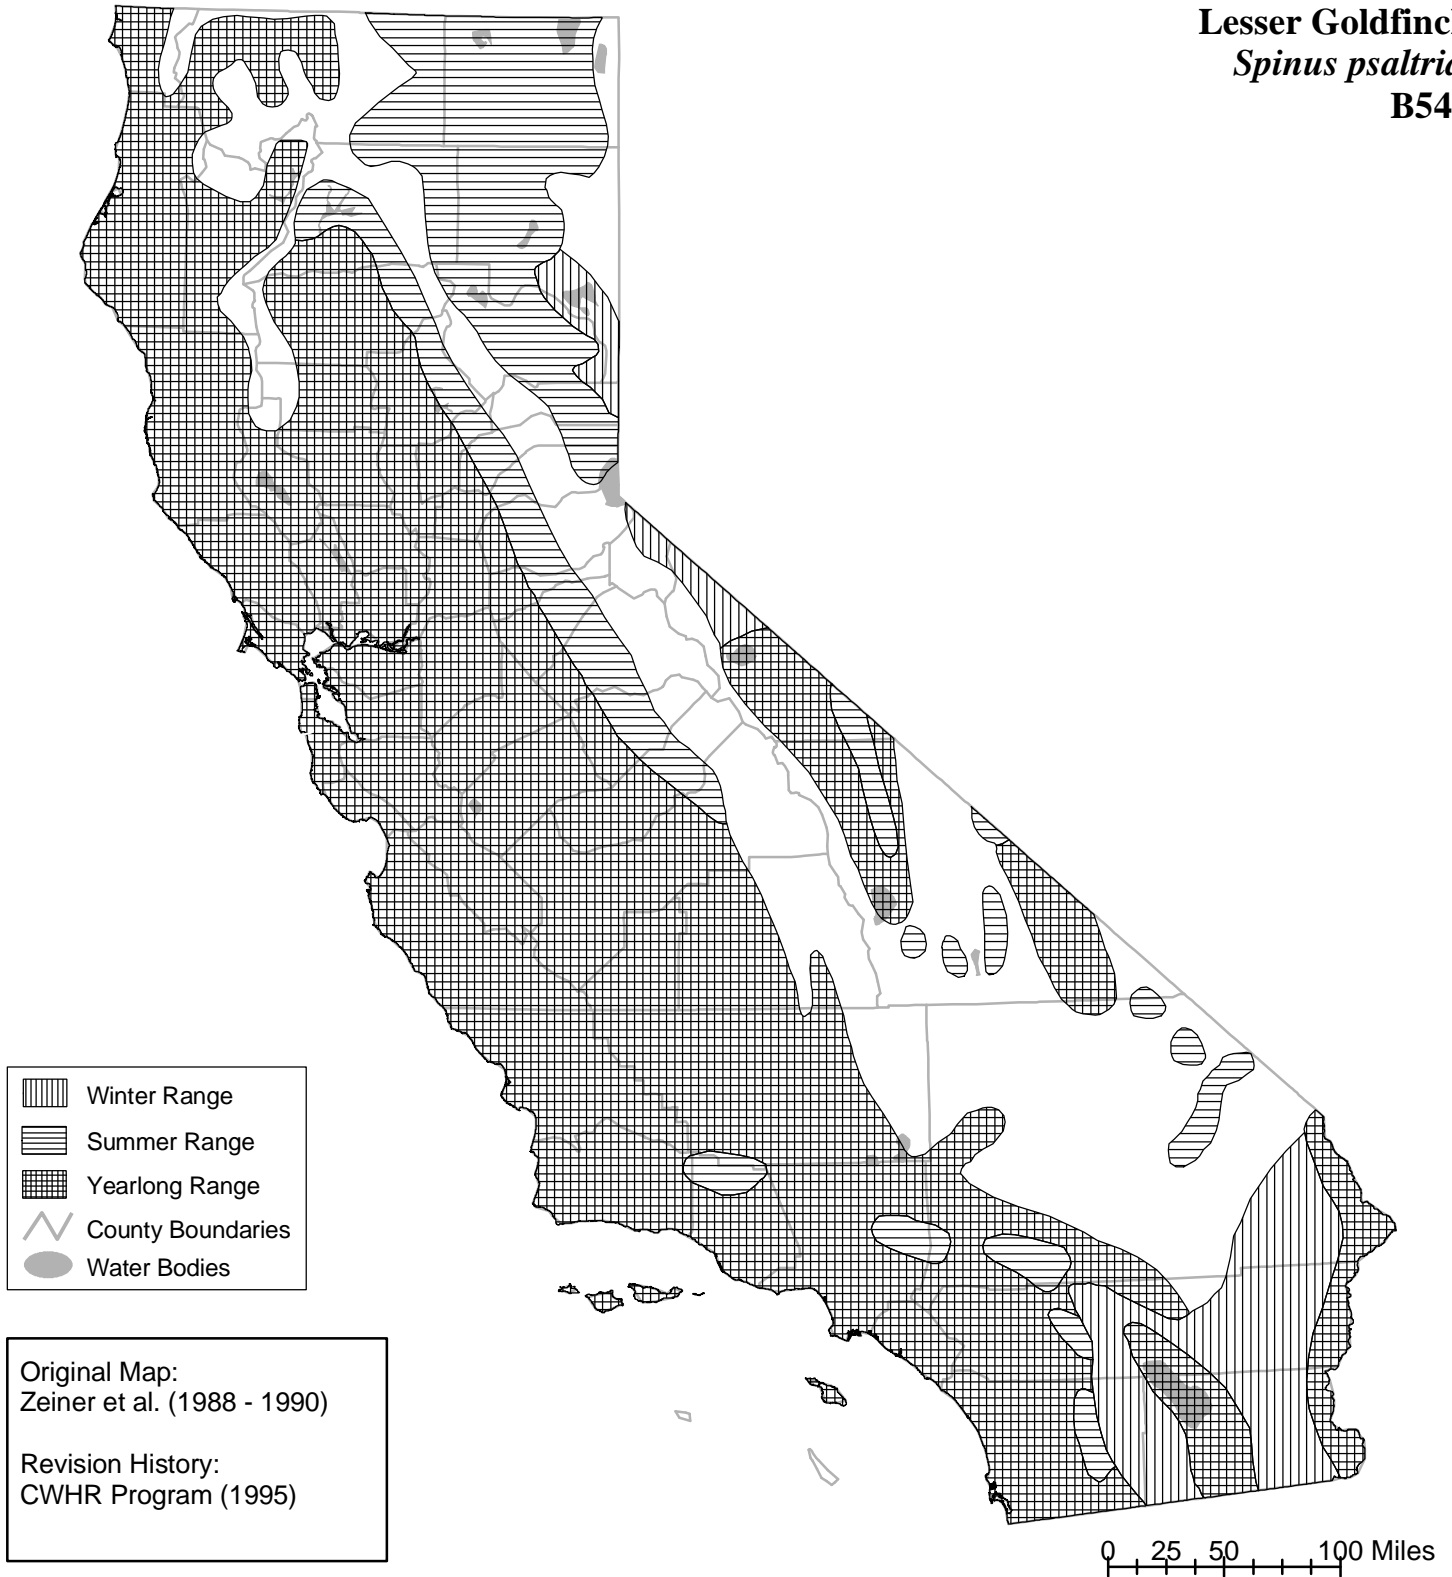 Lesser Goldfinc
Spinus psaltria
B54
Winter Range
Summer Range
Yearlong Range
County Boundaries
Water Bodies
Original Map:
Zeiner et al. (1988 - 1990)
Revision History:
CWHR Program (1995)
0 25 50 100 Miles